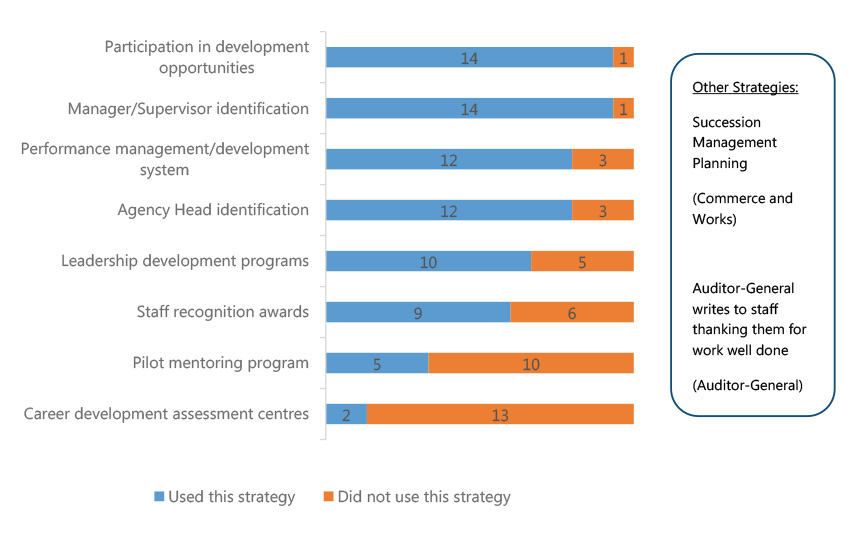 Participation in development
opportunities
14
1
Manager/Supervisor identification
14
1
Performance management/development
system
12
3
Agency Head identification
12
3
Leadership development programs
10
5
Staff recognition awards
9
6
Pilot mentoring program
5
10
Career development assessment centres
2
13
Used this strategy
Did not use this strategy
Other Strategies:
Succession
Management
Planning
(Commerce and
Works)
Auditor-General
writes to staff
thanking them for
work well done
(Auditor-General)